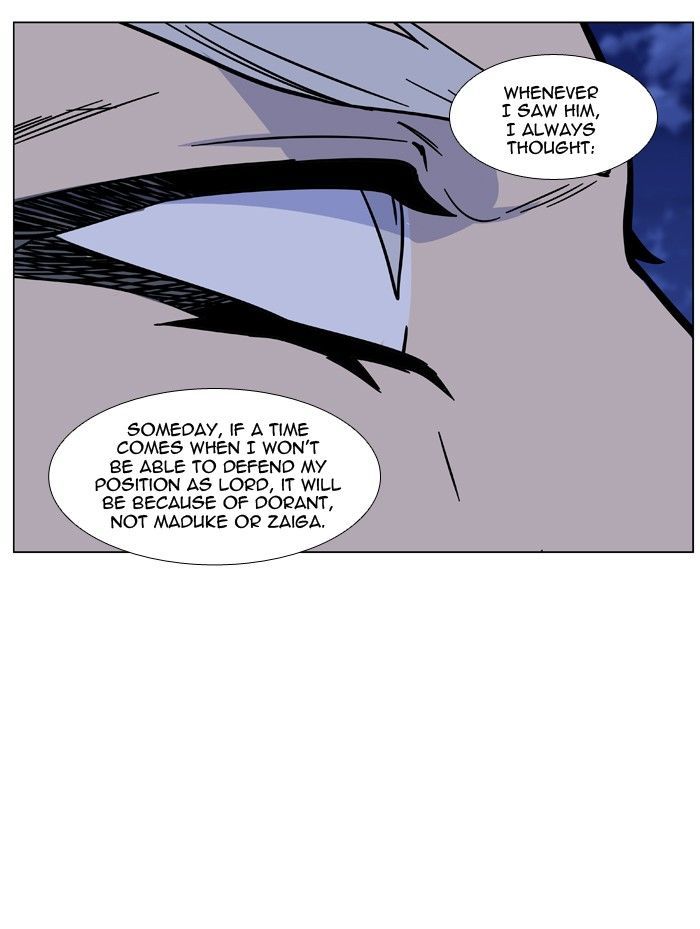 WHENEVER
I SAW HIM,
I ALWAYS
THOUGHT:
SOMEDAY, IF A TIME
COMES WHEN I WON'T
BE ABLE TO DEFEND MY
POSITION AS LORD, IT WILL
BE BECAUSE OF DORANT,
NOT MADUKE OR ZAIGA.